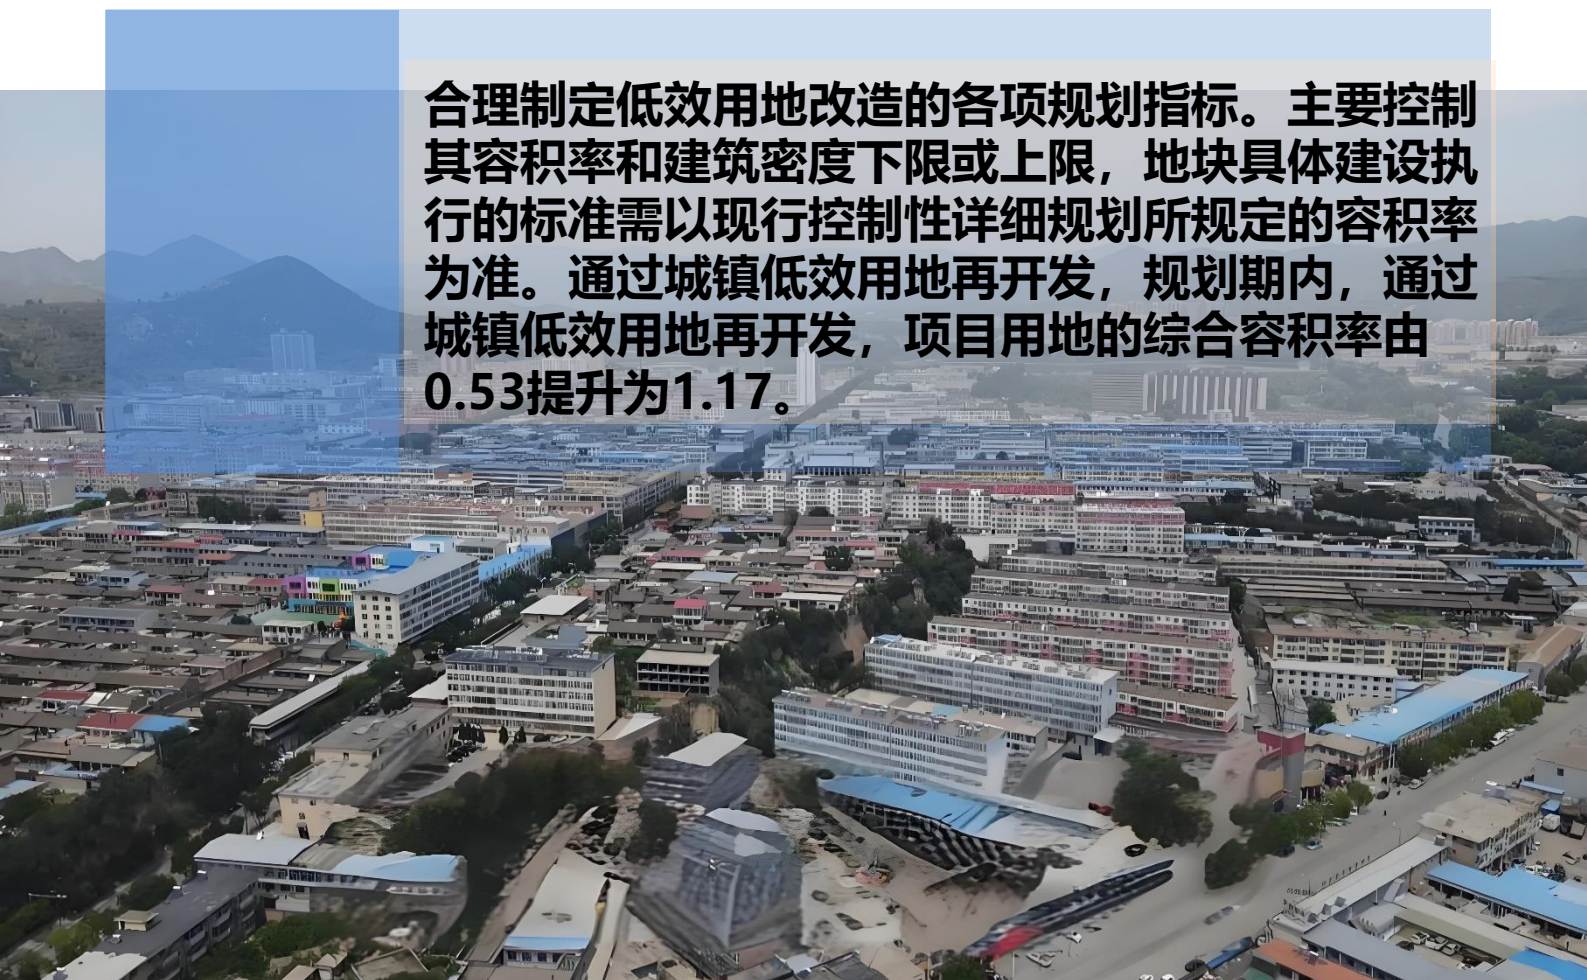 合理制定低效用地改造的各项规划指标。主要控制
其容积率和建筑密度下限或上限，地块具体建设执
行的标准需以现行控制性详细规划所规定的容积率
为准。通过城镇低效用地再开发，规划期内，通过
城镇低效用地再开发，项目用地的综合容积率由
0.53提升为1.17。